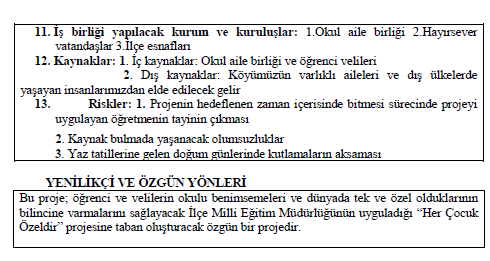 11. İş birliği yapılacak kurum ve kuruluşlar: 1.Okul aile birliği 2.Hayırsever
vatandaşlar 3.İlçe esnafları
12. Kaynaklar: 1. İç kaynaklar: Okul aile birliği ve öğrenci velileri
2. Dış kaynaklar: Köyümüzün varlıklı aileleri ve dış ülkelerde
yaşayan insanlarımızdan elde edilecek gelir
13. Riskler: 1. Projenin hedeflenen zaman içerisinde bitmesi sürecinde projeyi
uygulayan öğretmenin tayinin çıkması
2. Kaynak bulmada yaşanacak olumsuzluklar
3. Yaz tatillerine gelen doğum günlerinde kutlamaların aksaması
YENİLİKÇİ VE ÖZGÜN YÖNLERİ
Bu proje; öğrenci ve velilerin okulu benimsemeleri ve dünyada tek ve özel olduklarının
bilincine varmalarını sağlayacak İlçe Milli Eğitim Müdürlüğünün uyguladığı “Her Çocuk
Özeldir” projesine taban oluşturacak özgün bir projedir.